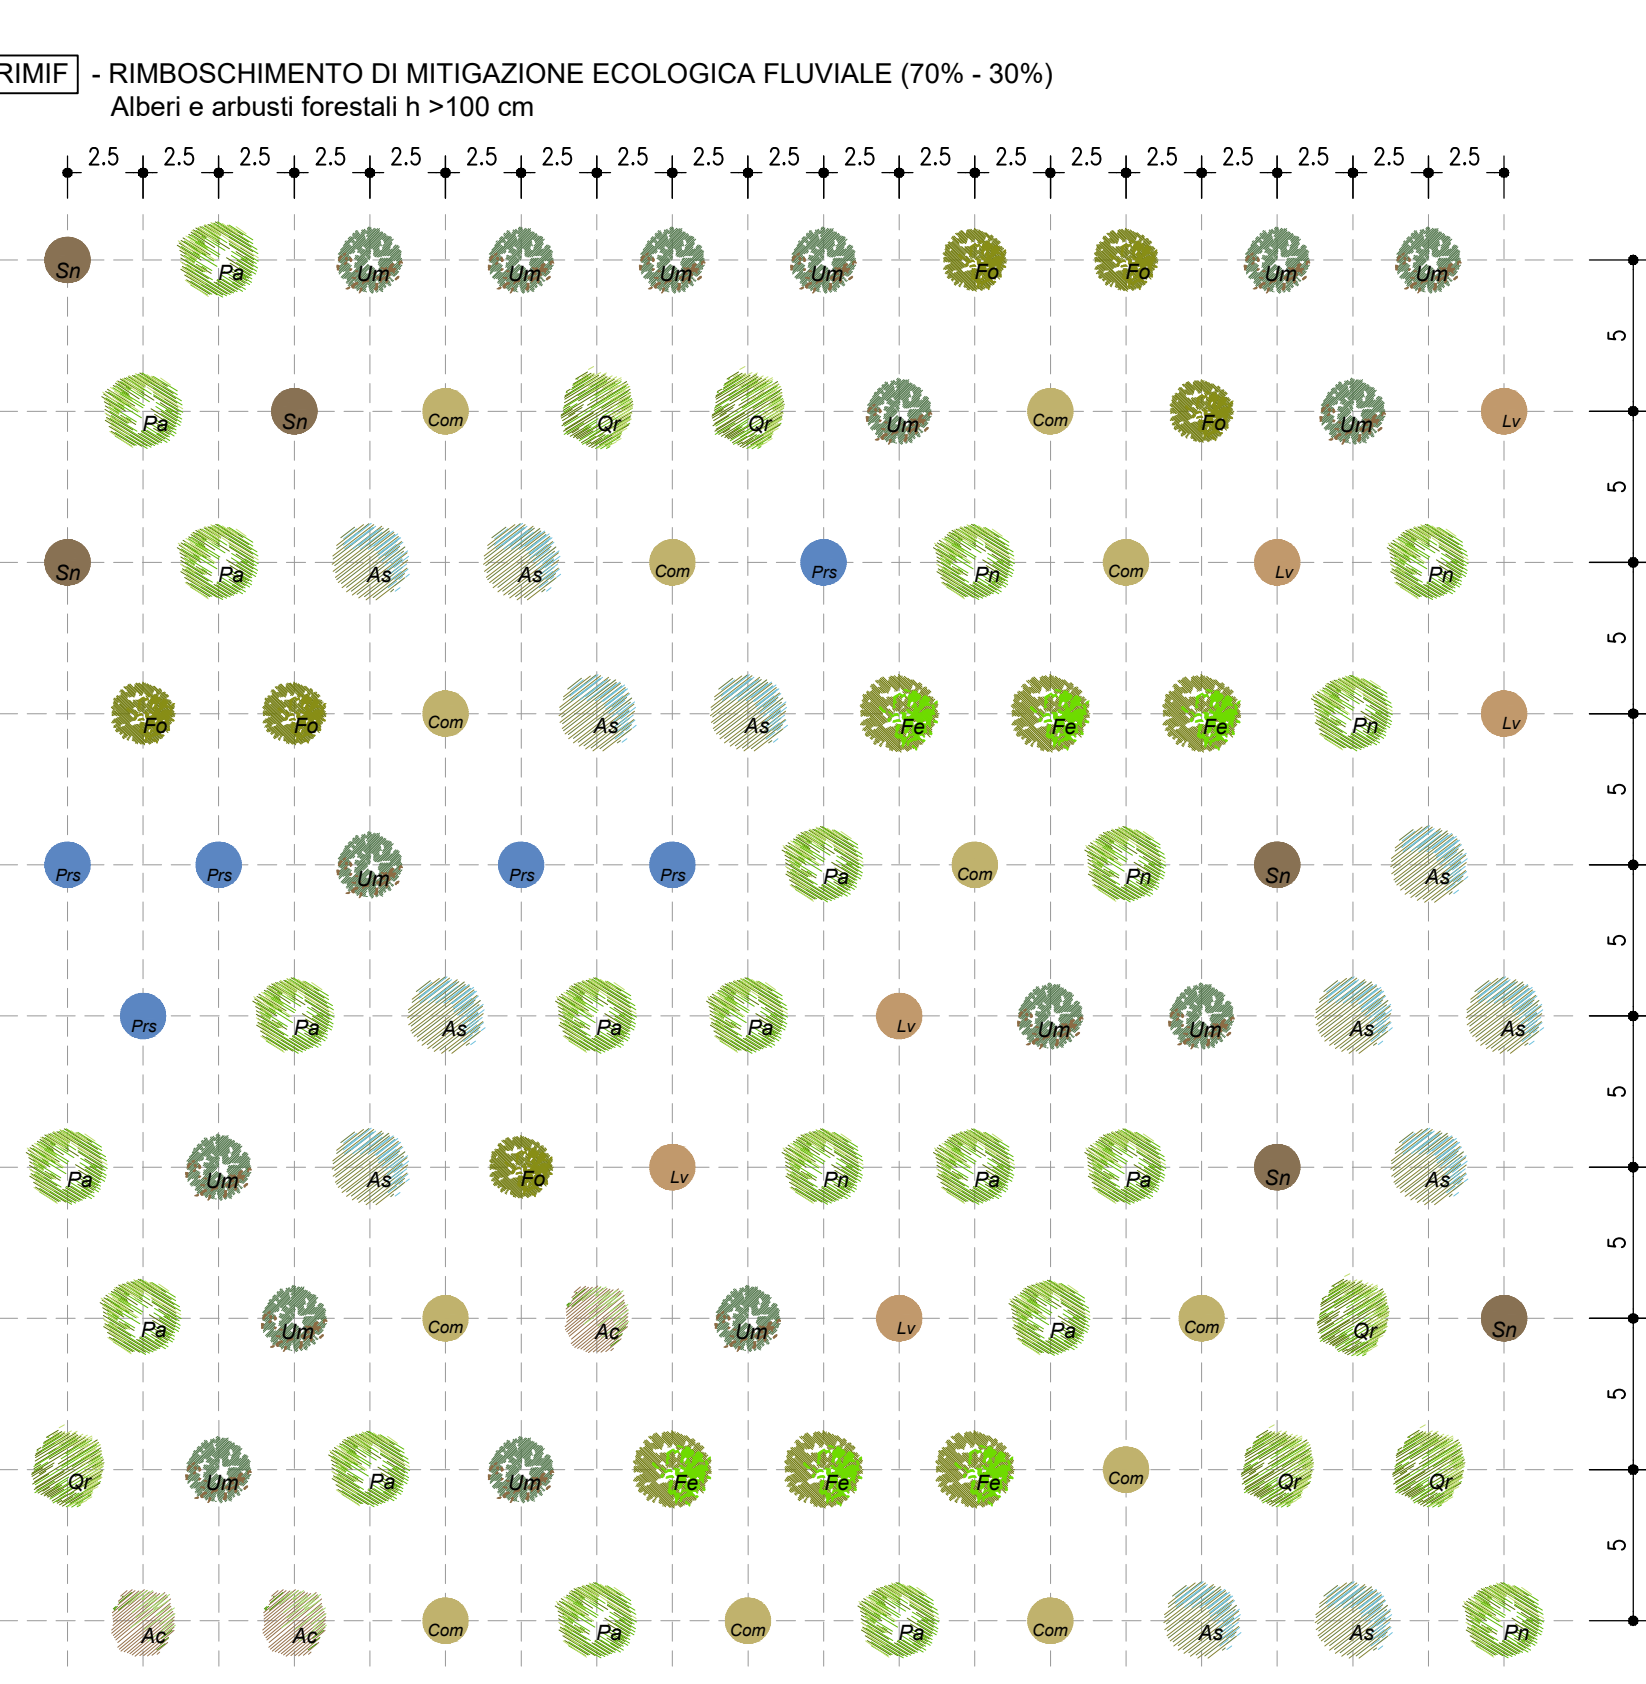 RIMIF - RIMBOSCHIMENTO DI MITIGAZIONE ECOLOGICA FLUVIALE (70% - 30%)
Alberi e arbusti forestali h >100 cm
2.5 2.5 2.5 2.5 2.5 2.5 2.5 2.5 2.5 2.5 2.5 2.5 2.5 2.5 2.5 2.5 2.5 2.5 2.5
Sn Pa Um Um Um Um Fo Fo Um Um
5
Pa Sn Com Qr Qr Um Com Fo Um Lv
5
Sn Pa As As Com Prs Pn Com Lv Pn
5
Fo Fo Com As As Fe Fe Fe Pn Lv
5
Prs Prs Um Prs Prs Pa Com Pn Sn As
5
Prs Pa As Pa Pa Lv Um Um As As
5
Pa Um As Fo Lv Pn Pa Pa Sn As
5
Pa Um Com Ac Um Lv Pa Com Qr Sn
5
Qr Um Pa Um Fe Fe Fe Com Qr Qr
5
Ac Ac Com Pa Com Pa Com As As Pn